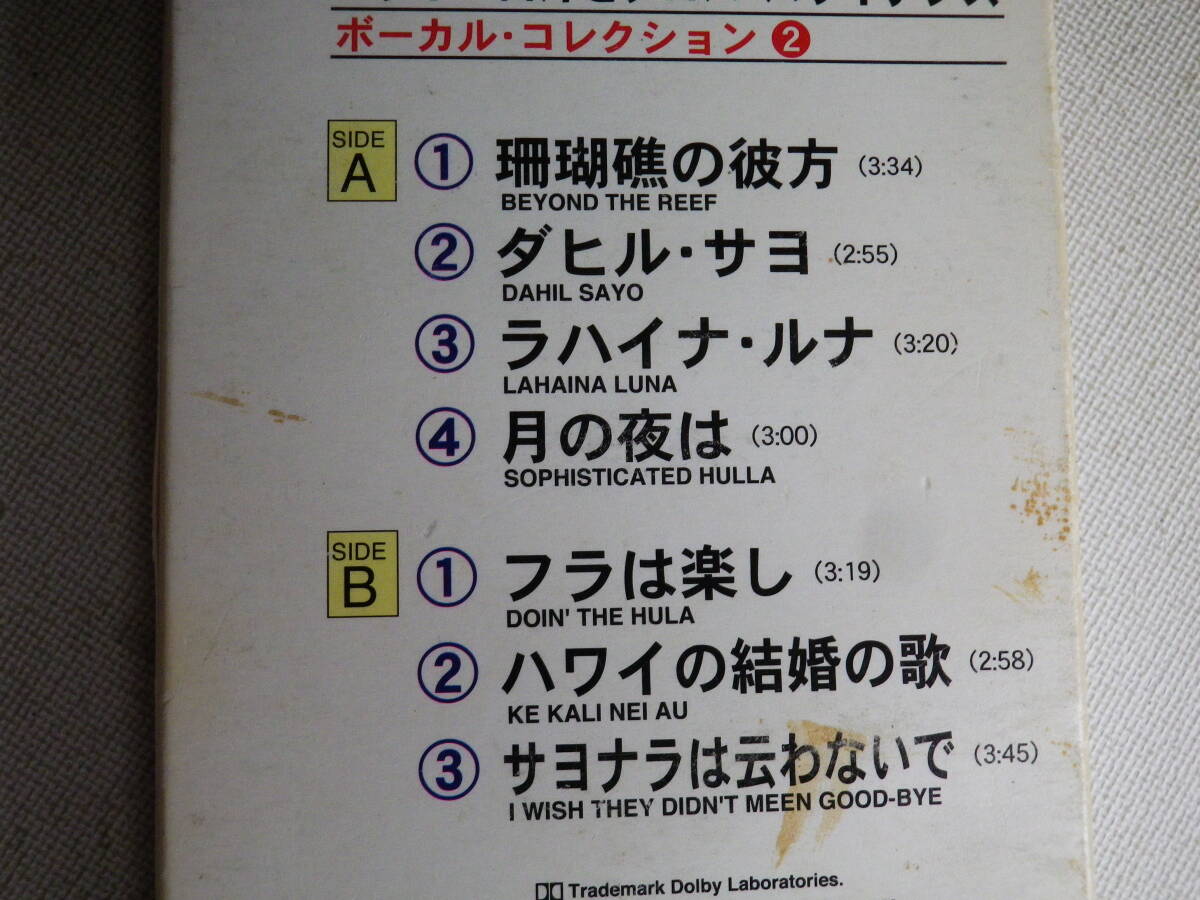 ボーカル・コレクション❷
SIDE A
① 珊瑚礁の彼方 (3:34)
BEYOND THE REEF
② ダヒル・サヨ (2:55)
DAHIL SAYO
③ ラハイナ・ルナ (3:20)
LAHAINA LUNA
④ 月の夜は (3:00)
SOPHISTICATED HULLA
SIDE B
① フラは楽し (3:19)
DOIN' THE HULA
② ハワイの結婚の歌 (2:58)
KE KALI NEI AU
③ サヨナラは云わないで (3:45)
I WISH THEY DIDN'T MEEN GOOD-BYE
Trademark Dolby Laboratories.